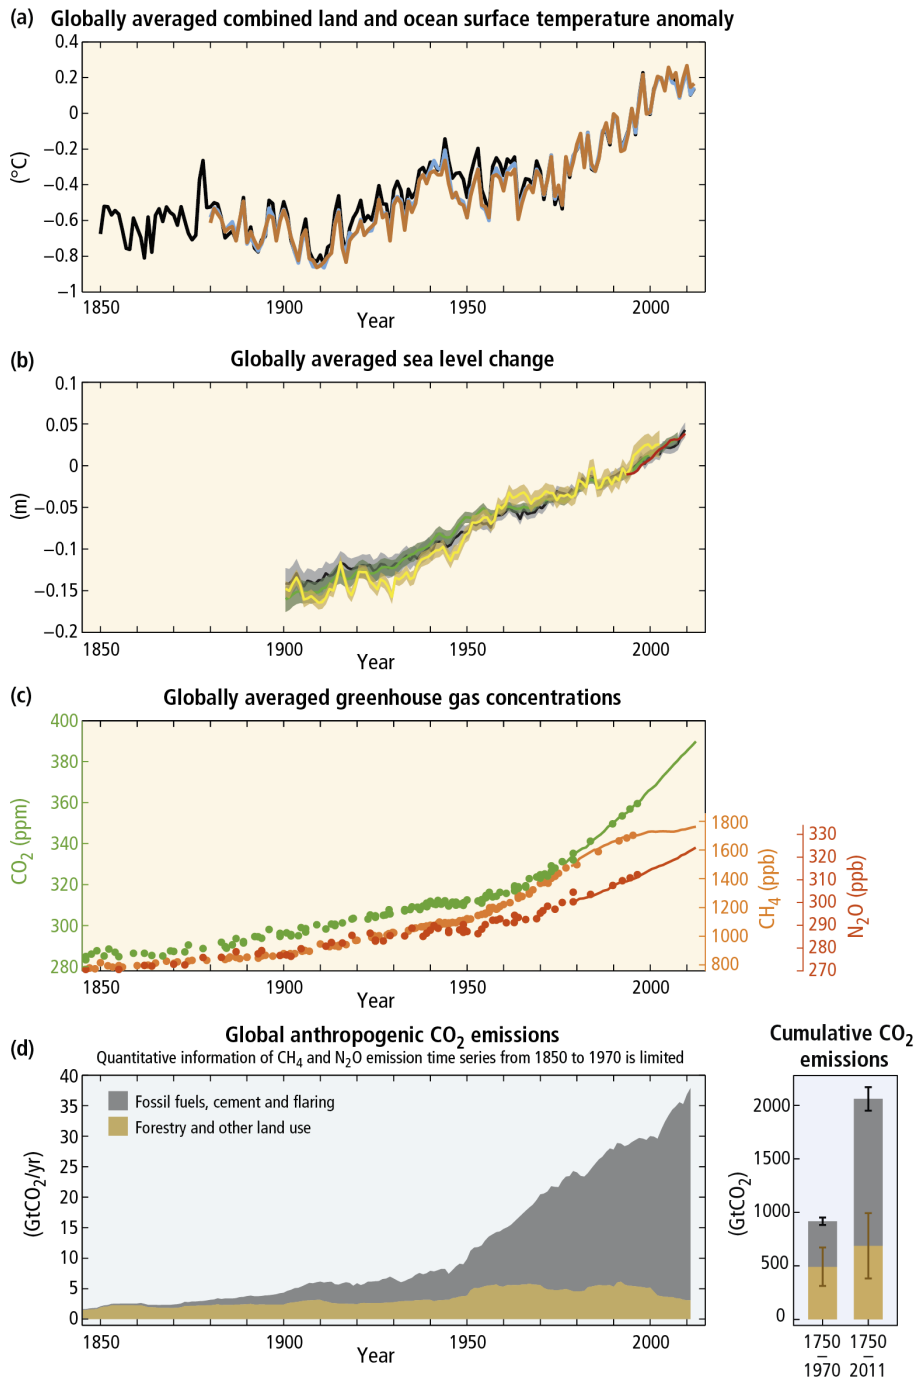 (a) Globally averaged combined land and ocean surface temperature anomaly
0.4
0.2
0
−0.2
−0.4
−0.6
−0.8
−1
(°C)
1850 1900 1950 2000
Year
(b) Globally averaged sea level change
0.1
0.05
0
−0.05
−0.1
−0.15
−0.2
(m)
1850 1900 1950 2000
Year
(c) Globally averaged greenhouse gas concentrations
400
380
360
340
320
300
280
CO2 (ppm)
1800
1600
1400
1200
1000
800
CH4 (ppb)
330
320
310
300
290
280
270
N2O (ppb)
1850 1900 1950 2000
Year
(d) Global anthropogenic CO2 emissions
Quantitative information of CH4 and N2O emission time series from 1850 to 1970 is limited
40
35
30
25
20
15
10
5
0
(GtCO2/yr)
Fossil fuels, cement and flaring
Forestry and other land use
1850 1900 1950 2000
Year
Cumulative CO2
emissions
2000
1500
1000
500
0
(GtCO2)
1750 1750
– –
1970 2011